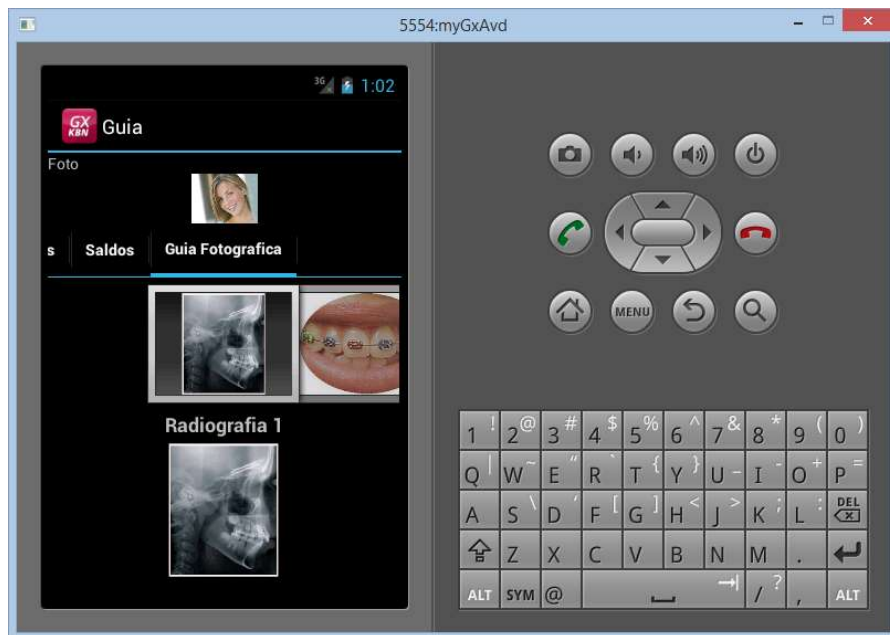 5554:myGxAvd
3G 1:02
GX
KBN
Guia
Foto
s Saldos Guia Fotografica
Radiografia 1
MENU
1 ! 2 @ 3 # 4 $ 5 % 6 ^ 7 & 8 * 9 ( 0 )
Q | W ~ E " R ` T { Y } U _ I - O + P =
A S \ D ' F [ G ] H < J > K ; L : DEL
Z X C V B N M .
ALT SYM @ / ? , ALT